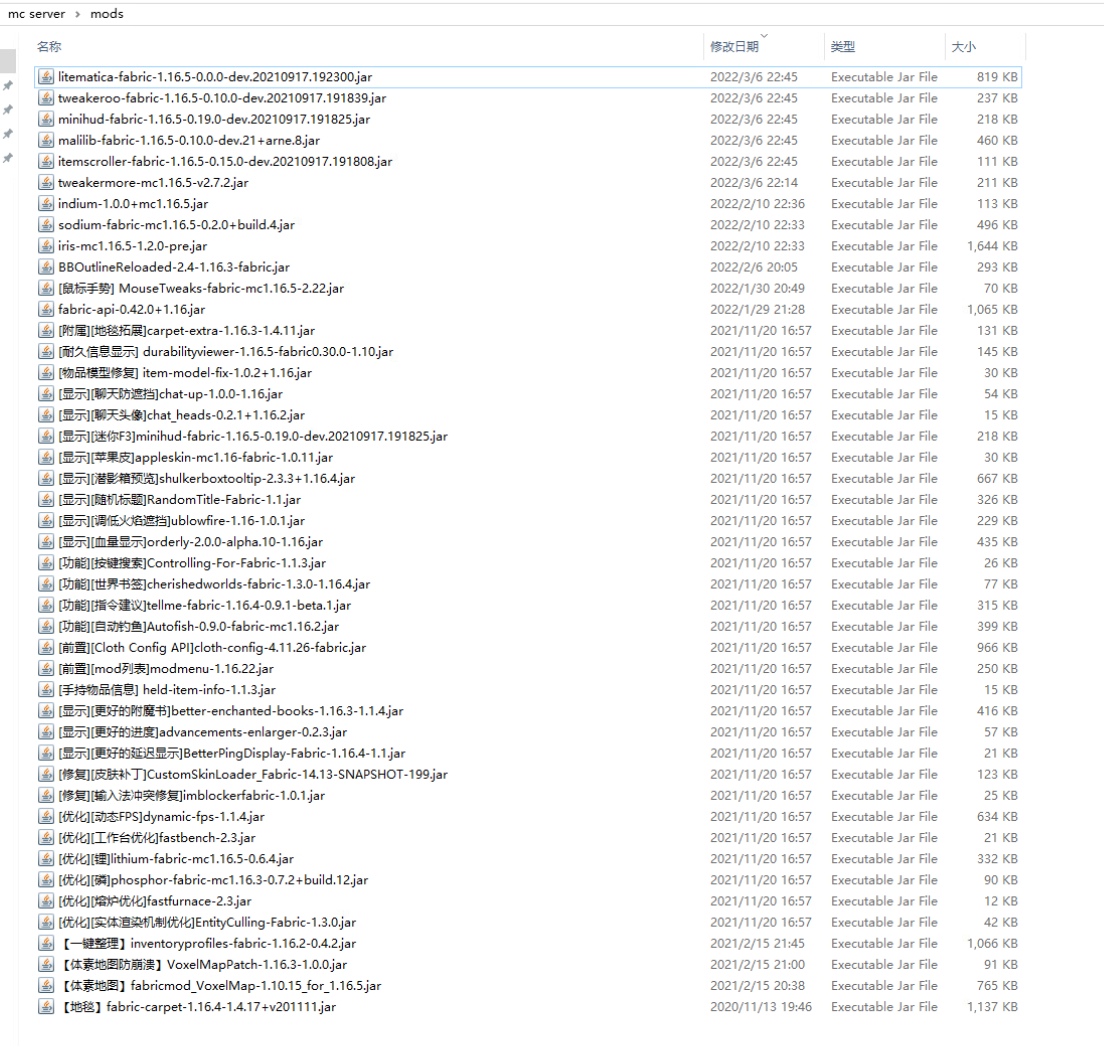 mc server › mods
名称 修改日期 类型 大小
litematica-fabric-1.16.5-0.0.0-dev.20210917.192300.jar 2022/3/6 22:45 Executable Jar File 819 KB
tweakeroo-fabric-1.16.5-0.10.0-dev.20210917.191839.jar 2022/3/6 22:45 Executable Jar File 237 KB
minihud-fabric-1.16.5-0.19.0-dev.20210917.191825.jar 2022/3/6 22:45 Executable Jar File 218 KB
malilib-fabric-1.16.5-0.10.0-dev.21+arne.8.jar 2022/3/6 22:45 Executable Jar File 460 KB
itemscroller-fabric-1.16.5-0.15.0-dev.20210917.191808.jar 2022/3/6 22:45 Executable Jar File 111 KB
tweakermore-mc1.16.5-v2.7.2.jar 2022/3/6 22:14 Executable Jar File 211 KB
indium-1.0.0+mc1.16.5.jar 2022/2/10 22:36 Executable Jar File 113 KB
sodium-fabric-mc1.16.5-0.2.0+build.4.jar 2022/2/10 22:33 Executable Jar File 496 KB
iris-mc1.16.5-1.2.0-pre.jar 2022/2/10 22:33 Executable Jar File 1,644 KB
BBOutlineReloaded-2.4-1.16.3-fabric.jar 2022/2/6 20:05 Executable Jar File 293 KB
[鼠标手势] MouseTweaks-fabric-mc1.16.5-2.22.jar 2022/1/30 20:49 Executable Jar File 70 KB
fabric-api-0.42.0+1.16.jar 2022/1/29 21:28 Executable Jar File 1,065 KB
[附属][地毯拓展]carpet-extra-1.16.3-1.4.11.jar 2021/11/20 16:57 Executable Jar File 131 KB
[耐久信息显示] durabilityviewer-1.16.5-fabric0.30.0-1.10.jar 2021/11/20 16:57 Executable Jar File 145 KB
[物品模型修复] item-model-fix-1.0.2+1.16.jar 2021/11/20 16:57 Executable Jar File 30 KB
[显示][聊天防遮挡]chat-up-1.0.0-1.16.jar 2021/11/20 16:57 Executable Jar File 54 KB
[显示][聊天头像]chat_heads-0.2.1+1.16.2.jar 2021/11/20 16:57 Executable Jar File 15 KB
[显示][迷你F3]minihud-fabric-1.16.5-0.19.0-dev.20210917.191825.jar 2021/11/20 16:57 Executable Jar File 218 KB
[显示][苹果皮]appleskin-mc1.16-fabric-1.0.11.jar 2021/11/20 16:57 Executable Jar File 30 KB
[显示][潜影箱预览]shulkerboxtooltip-2.3.3+1.16.4.jar 2021/11/20 16:57 Executable Jar File 667 KB
[显示][随机标题]RandomTitle-Fabric-1.1.jar 2021/11/20 16:57 Executable Jar File 326 KB
[显示][调低火焰遮挡]ublowfire-1.16-1.0.1.jar 2021/11/20 16:57 Executable Jar File 229 KB
[显示][血量显示]orderly-2.0.0-alpha.10-1.16.jar 2021/11/20 16:57 Executable Jar File 435 KB
[功能][按键搜索]Controlling-For-Fabric-1.1.3.jar 2021/11/20 16:57 Executable Jar File 26 KB
[功能][世界书签]cherishedworlds-fabric-1.3.0-1.16.4.jar 2021/11/20 16:57 Executable Jar File 77 KB
[功能][指令建议]tellme-fabric-1.16.4-0.9.1-beta.1.jar 2021/11/20 16:57 Executable Jar File 315 KB
[功能][自动钓鱼]Autofish-0.9.0-fabric-mc1.16.2.jar 2021/11/20 16:57 Executable Jar File 399 KB
[前置][Cloth Config API]cloth-config-4.11.26-fabric.jar 2021/11/20 16:57 Executable Jar File 966 KB
[前置][mod列表]modmenu-1.16.22.jar 2021/11/20 16:57 Executable Jar File 250 KB
[手持物品信息] held-item-info-1.1.3.jar 2021/11/20 16:57 Executable Jar File 15 KB
[显示][更好的附魔书]better-enchanted-books-1.16.3-1.1.4.jar 2021/11/20 16:57 Executable Jar File 416 KB
[显示][更好的进度]advancements-enlarger-0.2.3.jar 2021/11/20 16:57 Executable Jar File 57 KB
[显示][更好的延迟显示]BetterPingDisplay-Fabric-1.16.4-1.1.jar 2021/11/20 16:57 Executable Jar File 21 KB
[修复][皮肤补丁]CustomSkinLoader_Fabric-14.13-SNAPSHOT-199.jar 2021/11/20 16:57 Executable Jar File 123 KB
[修复][输入法冲突修复]imblockerfabric-1.0.1.jar 2021/11/20 16:57 Executable Jar File 25 KB
[优化][动态FPS]dynamic-fps-1.1.4.jar 2021/11/20 16:57 Executable Jar File 634 KB
[优化][工作台优化]fastbench-2.3.jar 2021/11/20 16:57 Executable Jar File 21 KB
[优化][锂]lithium-fabric-mc1.16.5-0.6.4.jar 2021/11/20 16:57 Executable Jar File 332 KB
[优化][磷]phosphor-fabric-mc1.16.3-0.7.2+build.12.jar 2021/11/20 16:57 Executable Jar File 90 KB
[优化][熔炉优化]fastfurnace-2.3.jar 2021/11/20 16:57 Executable Jar File 12 KB
[优化][实体渲染机制优化]EntityCulling-Fabric-1.3.0.jar 2021/11/20 16:57 Executable Jar File 42 KB
【一键整理】inventoryprofiles-fabric-1.16.2-0.4.2.jar 2021/2/15 21:45 Executable Jar File 1,066 KB
【体素地图防崩溃】VoxelMapPatch-1.16.3-1.0.0.jar 2021/2/15 21:00 Executable Jar File 91 KB
【体素地图】fabricmod_VoxelMap-1.10.15_for_1.16.5.jar 2021/2/15 20:38 Executable Jar File 765 KB
【地毯】fabric-carpet-1.16.4-1.4.17+v201111.jar 2020/11/13 19:46 Executable Jar File 1,137 KB